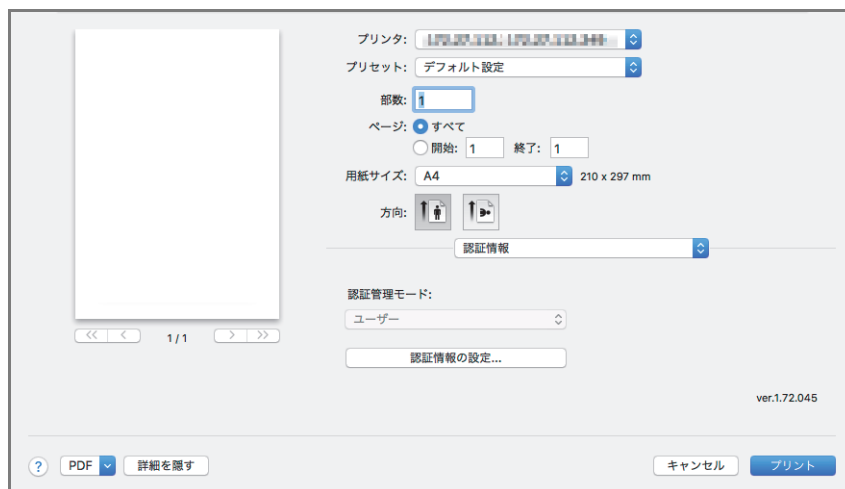 プリンタ:
プリセット: デフォルト設定
部数: 1
ページ: すべて
開始: 1 終了: 1
用紙サイズ: A4 210 x 297 mm
方向:
認証情報
認証管理モード:
ユーザー
<< < 1 / 1 > >>
認証情報の設定...
ver.1.72.045
? PDF 詳細を隠す キャンセル プリント